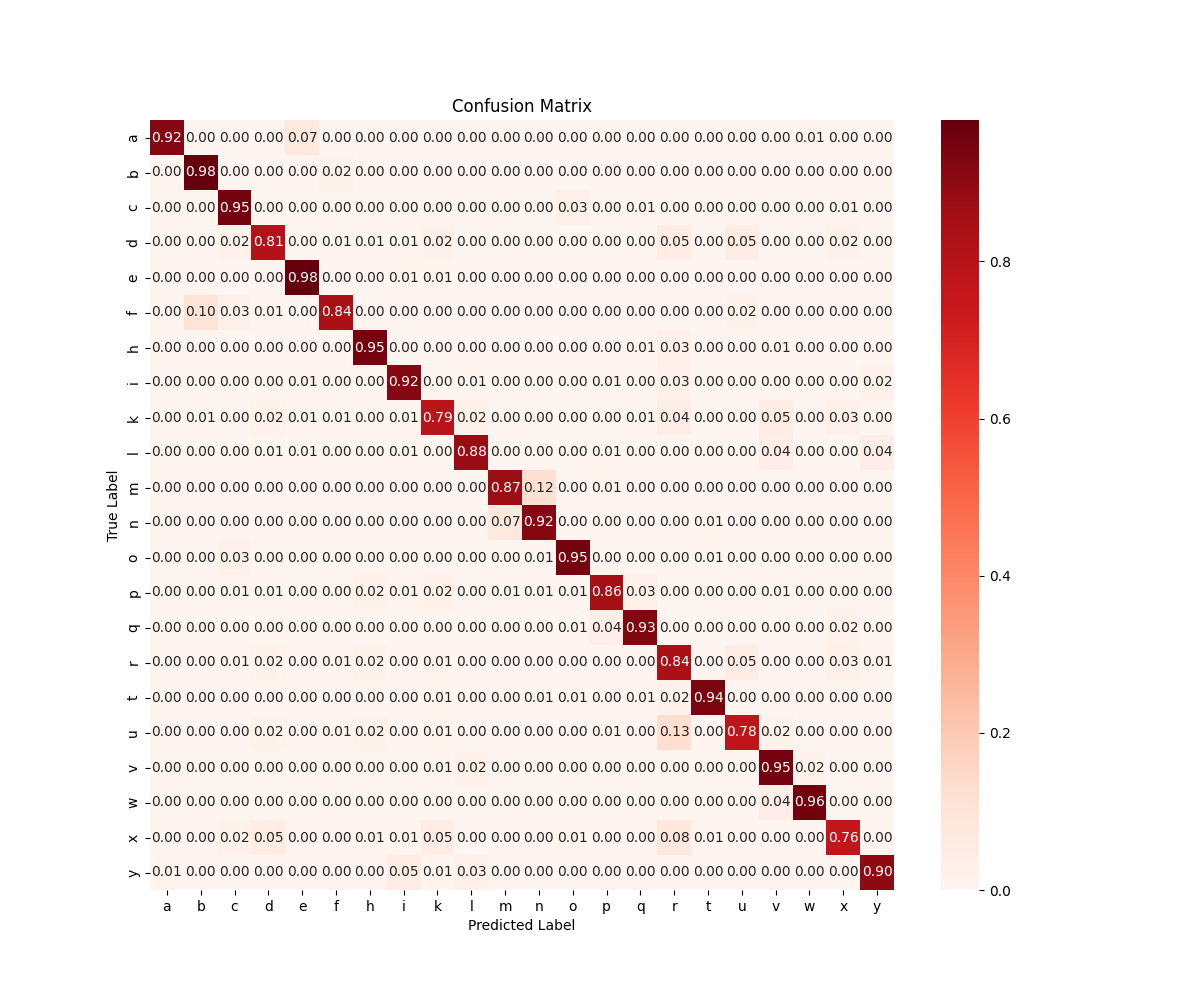 Confusion Matrix
a 0.92 0.00 0.00 0.00 0.07 0.00 0.00 0.00 0.00 0.00 0.00 0.00 0.00 0.00 0.00 0.00 0.00 0.00 0.00 0.01 0.00 0.00
b 0.00 0.98 0.00 0.00 0.00 0.02 0.00 0.00 0.00 0.00 0.00 0.00 0.00 0.00 0.00 0.00 0.00 0.00 0.00 0.00 0.00 0.00
c 0.00 0.00 0.95 0.00 0.00 0.00 0.00 0.00 0.00 0.00 0.00 0.00 0.03 0.00 0.01 0.00 0.00 0.00 0.00 0.00 0.01 0.00
d 0.00 0.00 0.02 0.81 0.00 0.01 0.01 0.01 0.02 0.00 0.00 0.00 0.00 0.00 0.00 0.05 0.00 0.05 0.00 0.00 0.02 0.00
e 0.00 0.00 0.00 0.00 0.98 0.00 0.00 0.01 0.01 0.00 0.00 0.00 0.00 0.00 0.00 0.00 0.00 0.00 0.00 0.00 0.00 0.00
f 0.00 0.10 0.03 0.01 0.00 0.84 0.00 0.00 0.00 0.00 0.00 0.00 0.00 0.00 0.00 0.00 0.00 0.02 0.00 0.00 0.00 0.00
h 0.00 0.00 0.00 0.00 0.00 0.00 0.95 0.00 0.00 0.00 0.00 0.00 0.00 0.00 0.01 0.03 0.00 0.00 0.01 0.00 0.00 0.00
i 0.00 0.00 0.00 0.00 0.01 0.00 0.00 0.92 0.00 0.01 0.00 0.00 0.00 0.01 0.00 0.03 0.00 0.00 0.00 0.00 0.00 0.02
k 0.00 0.01 0.00 0.02 0.01 0.01 0.00 0.01 0.79 0.02 0.00 0.00 0.00 0.00 0.01 0.04 0.00 0.00 0.05 0.00 0.03 0.00
l 0.00 0.00 0.00 0.01 0.01 0.00 0.00 0.01 0.00 0.88 0.00 0.00 0.00 0.01 0.00 0.00 0.00 0.00 0.04 0.00 0.00 0.04
m 0.00 0.00 0.00 0.00 0.00 0.00 0.00 0.00 0.00 0.00 0.87 0.12 0.00 0.01 0.00 0.00 0.00 0.00 0.00 0.00 0.00 0.00
n 0.00 0.00 0.00 0.00 0.00 0.00 0.00 0.00 0.00 0.00 0.07 0.92 0.00 0.00 0.00 0.00 0.01 0.00 0.00 0.00 0.00 0.00
o 0.00 0.00 0.03 0.00 0.00 0.00 0.00 0.00 0.00 0.00 0.00 0.01 0.95 0.00 0.00 0.00 0.01 0.00 0.00 0.00 0.00 0.00
p 0.00 0.00 0.01 0.01 0.00 0.00 0.02 0.01 0.02 0.00 0.01 0.01 0.01 0.86 0.03 0.00 0.00 0.00 0.01 0.00 0.00 0.00
q 0.00 0.00 0.00 0.00 0.00 0.00 0.00 0.00 0.00 0.00 0.00 0.00 0.01 0.04 0.93 0.00 0.00 0.00 0.00 0.00 0.02 0.00
r 0.00 0.00 0.01 0.02 0.00 0.01 0.02 0.00 0.01 0.00 0.00 0.00 0.00 0.00 0.00 0.84 0.00 0.05 0.00 0.00 0.03 0.01
t 0.00 0.00 0.00 0.00 0.00 0.00 0.00 0.00 0.01 0.00 0.00 0.01 0.01 0.00 0.01 0.02 0.94 0.00 0.00 0.00 0.00 0.00
u 0.00 0.00 0.00 0.02 0.00 0.01 0.02 0.00 0.01 0.00 0.00 0.00 0.00 0.01 0.00 0.13 0.00 0.78 0.02 0.00 0.00 0.00
v 0.00 0.00 0.00 0.00 0.00 0.00 0.00 0.00 0.01 0.02 0.00 0.00 0.00 0.00 0.00 0.00 0.00 0.00 0.95 0.02 0.00 0.00
w 0.00 0.00 0.00 0.00 0.00 0.00 0.00 0.00 0.00 0.00 0.00 0.00 0.00 0.00 0.00 0.00 0.00 0.00 0.04 0.96 0.00 0.00
x 0.00 0.00 0.02 0.05 0.00 0.00 0.01 0.01 0.05 0.00 0.00 0.00 0.01 0.00 0.00 0.08 0.01 0.00 0.00 0.00 0.76 0.00
y 0.01 0.00 0.00 0.00 0.00 0.00 0.00 0.05 0.01 0.03 0.00 0.00 0.00 0.00 0.00 0.00 0.00 0.00 0.00 0.00 0.00 0.90
a b c d e f h i k l m n o p q r t u v w x y
Predicted Label
True Label
0.8
0.6
0.4
0.2
0.0